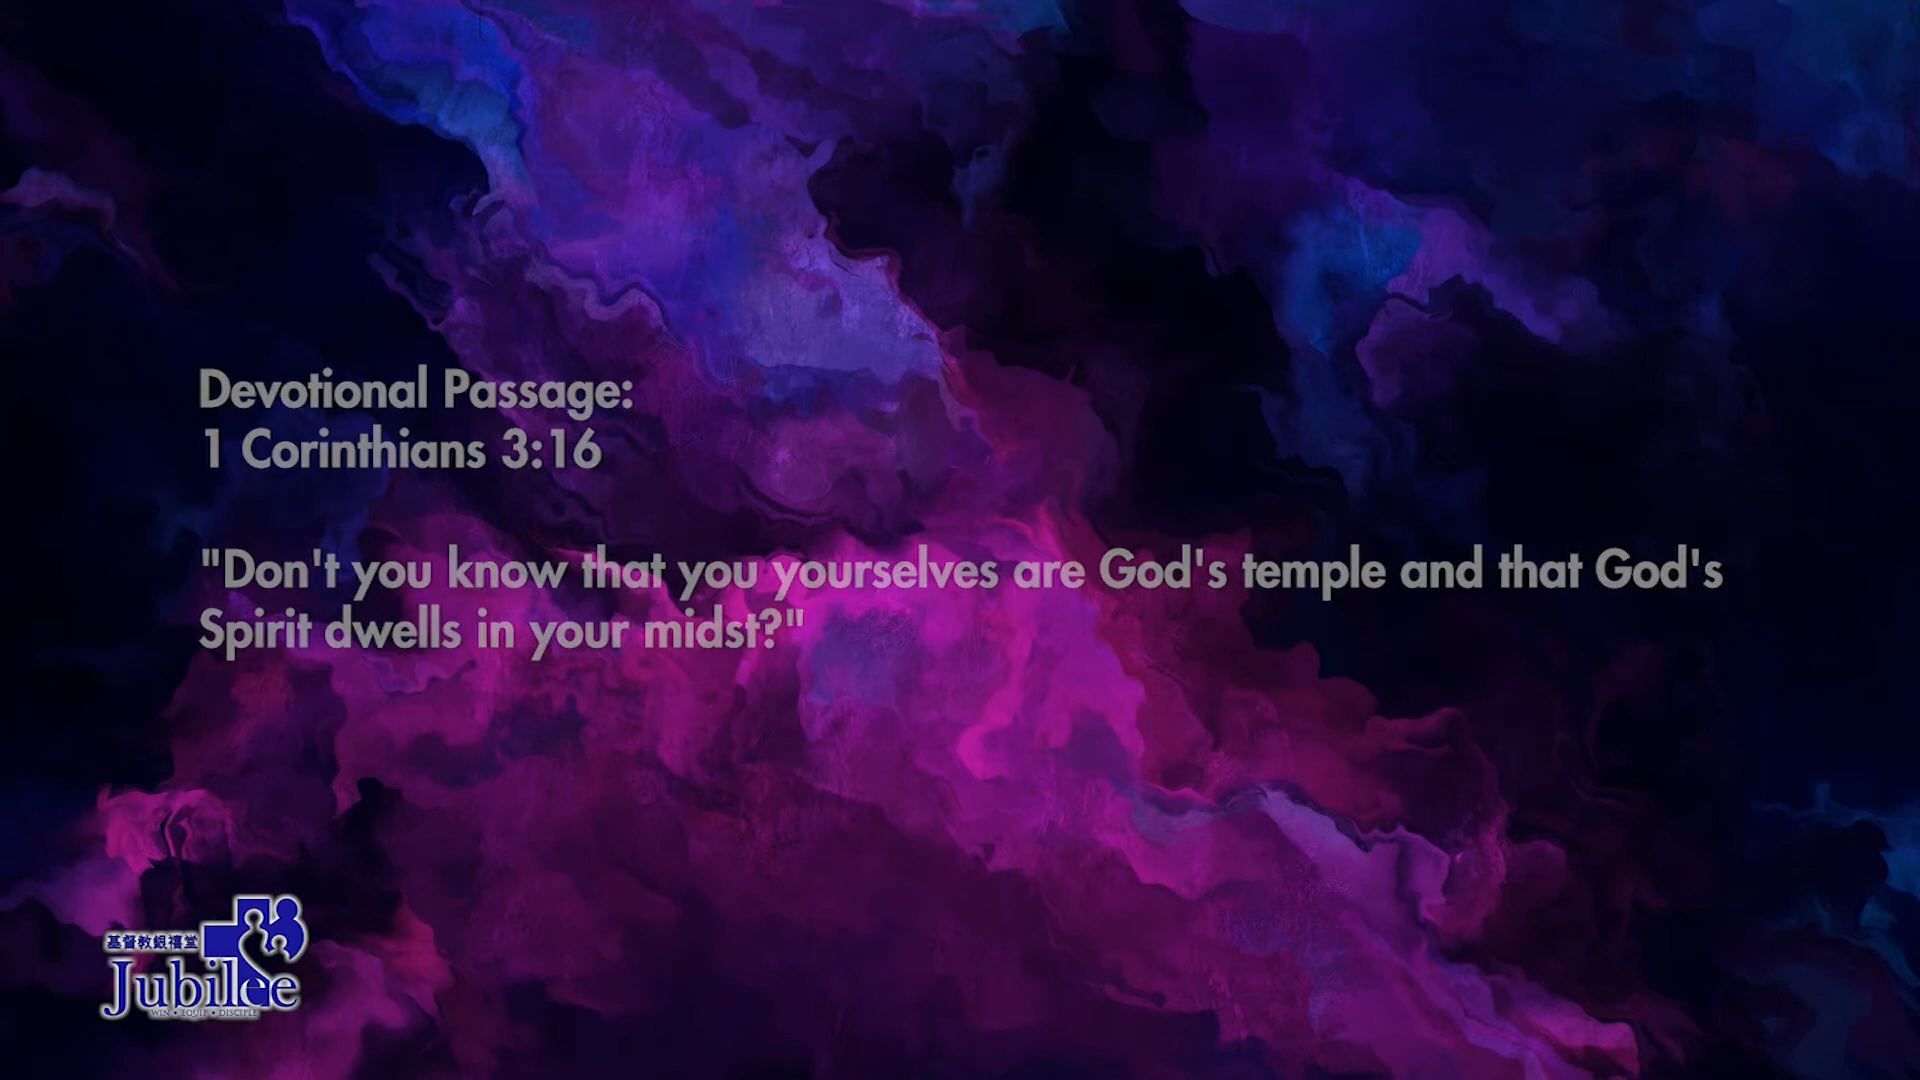 Devotional Passage:
1 Corinthians 3:16
"Don't you know that you yourselves are God's temple and that God's
Spirit dwells in your midst?"
基督教銀禧堂
Jubilee
WIN • EQUIP • DISCIPLE